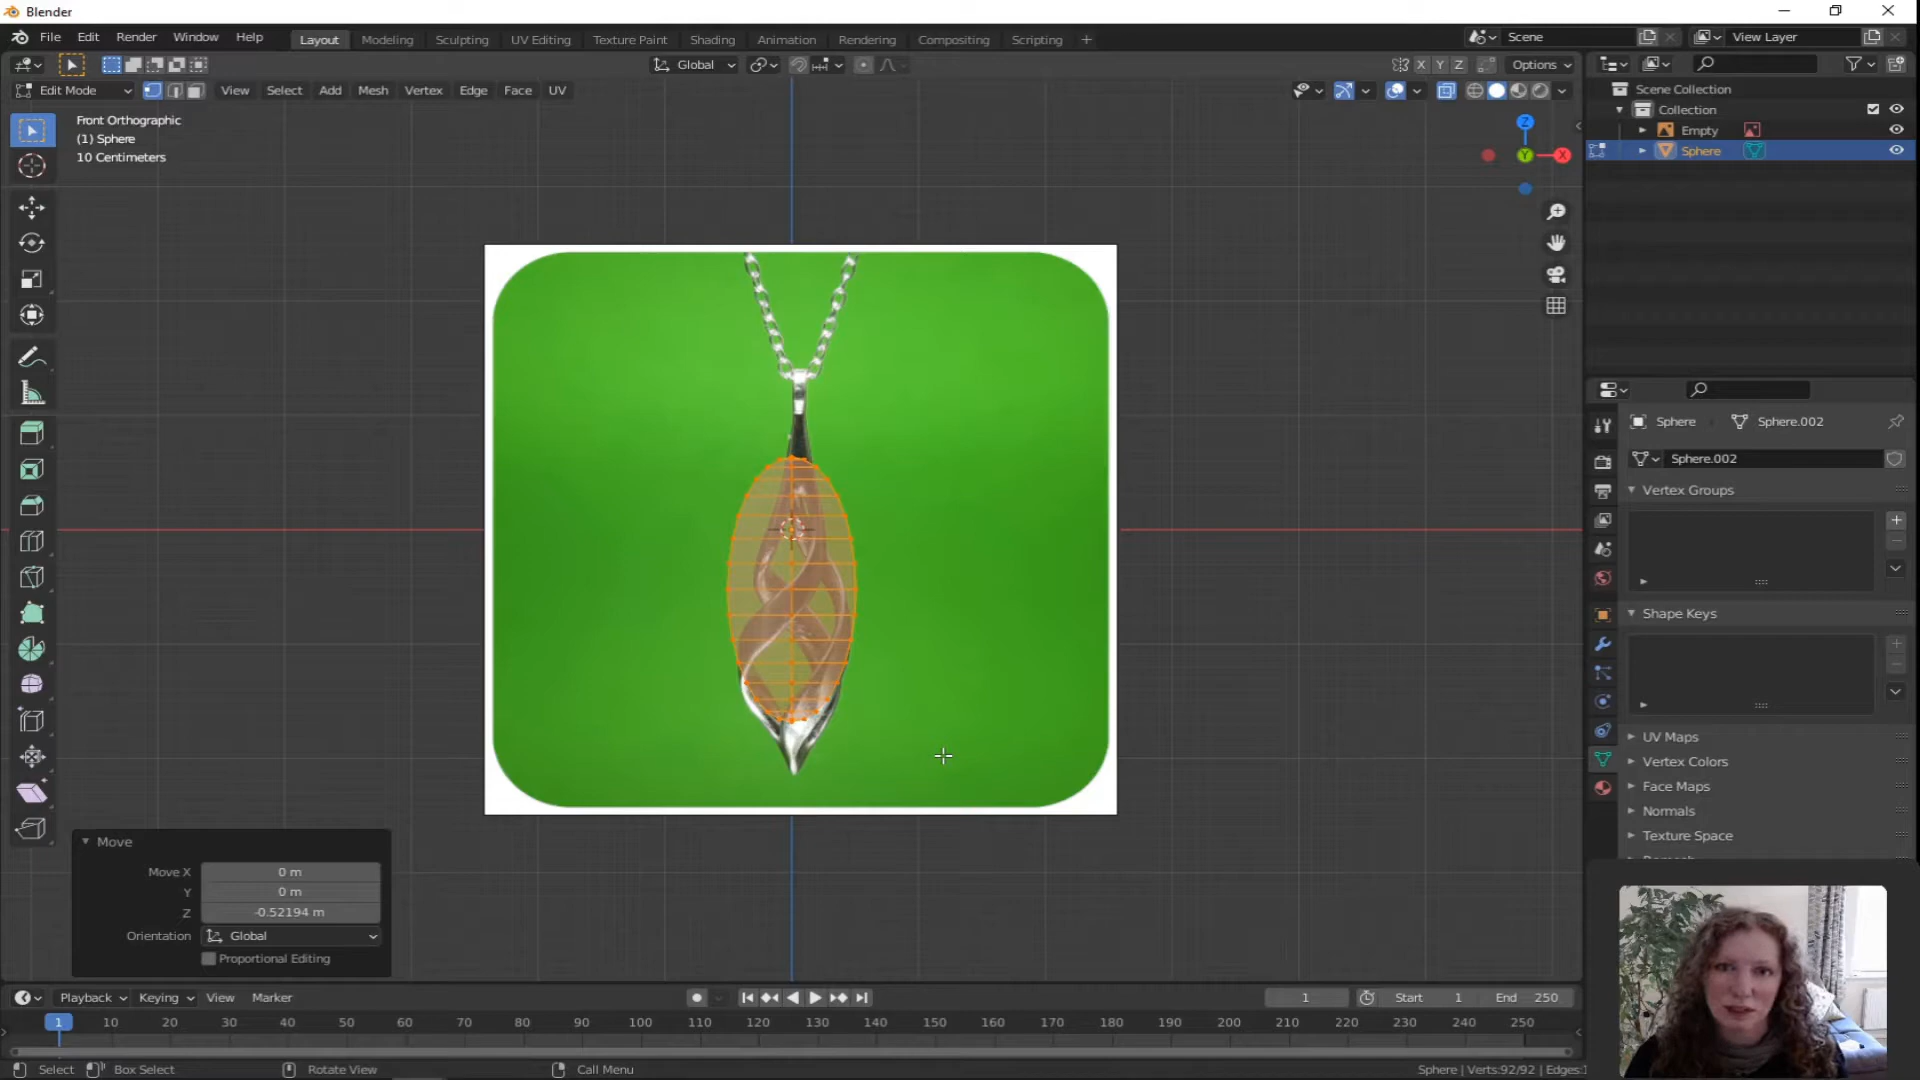 Blender
File Edit Render Window Help
Layout Modeling Sculpting UV Editing Texture Paint Shading Animation Rendering Compositing Scripting +
Scene
View Layer
Global
X Y Z
Options
Edit Mode
View Select Add Mesh Vertex Edge Face UV
Front Orthographic
(1) Sphere
10 Centimeters
Z
Y
X
Scene Collection
Collection
Empty
Sphere
Sphere
Sphere.002
Sphere.002
Vertex Groups
Shape Keys
UV Maps
Vertex Colors
Face Maps
Normals
Texture Space
Move
Move X 0 m
Y 0 m
Z -0.52194 m
Orientation Global
Proportional Editing
Playback Keying View Marker
1
Start 1
End 250
1 10 20 30 40 50 60 70 80 90 100 110 120 130 140 150 160 170 180 190 200 210 220 230 240 250
Select Box Select Rotate View Call Menu
Sphere | Verts:92/92 | Edges:1